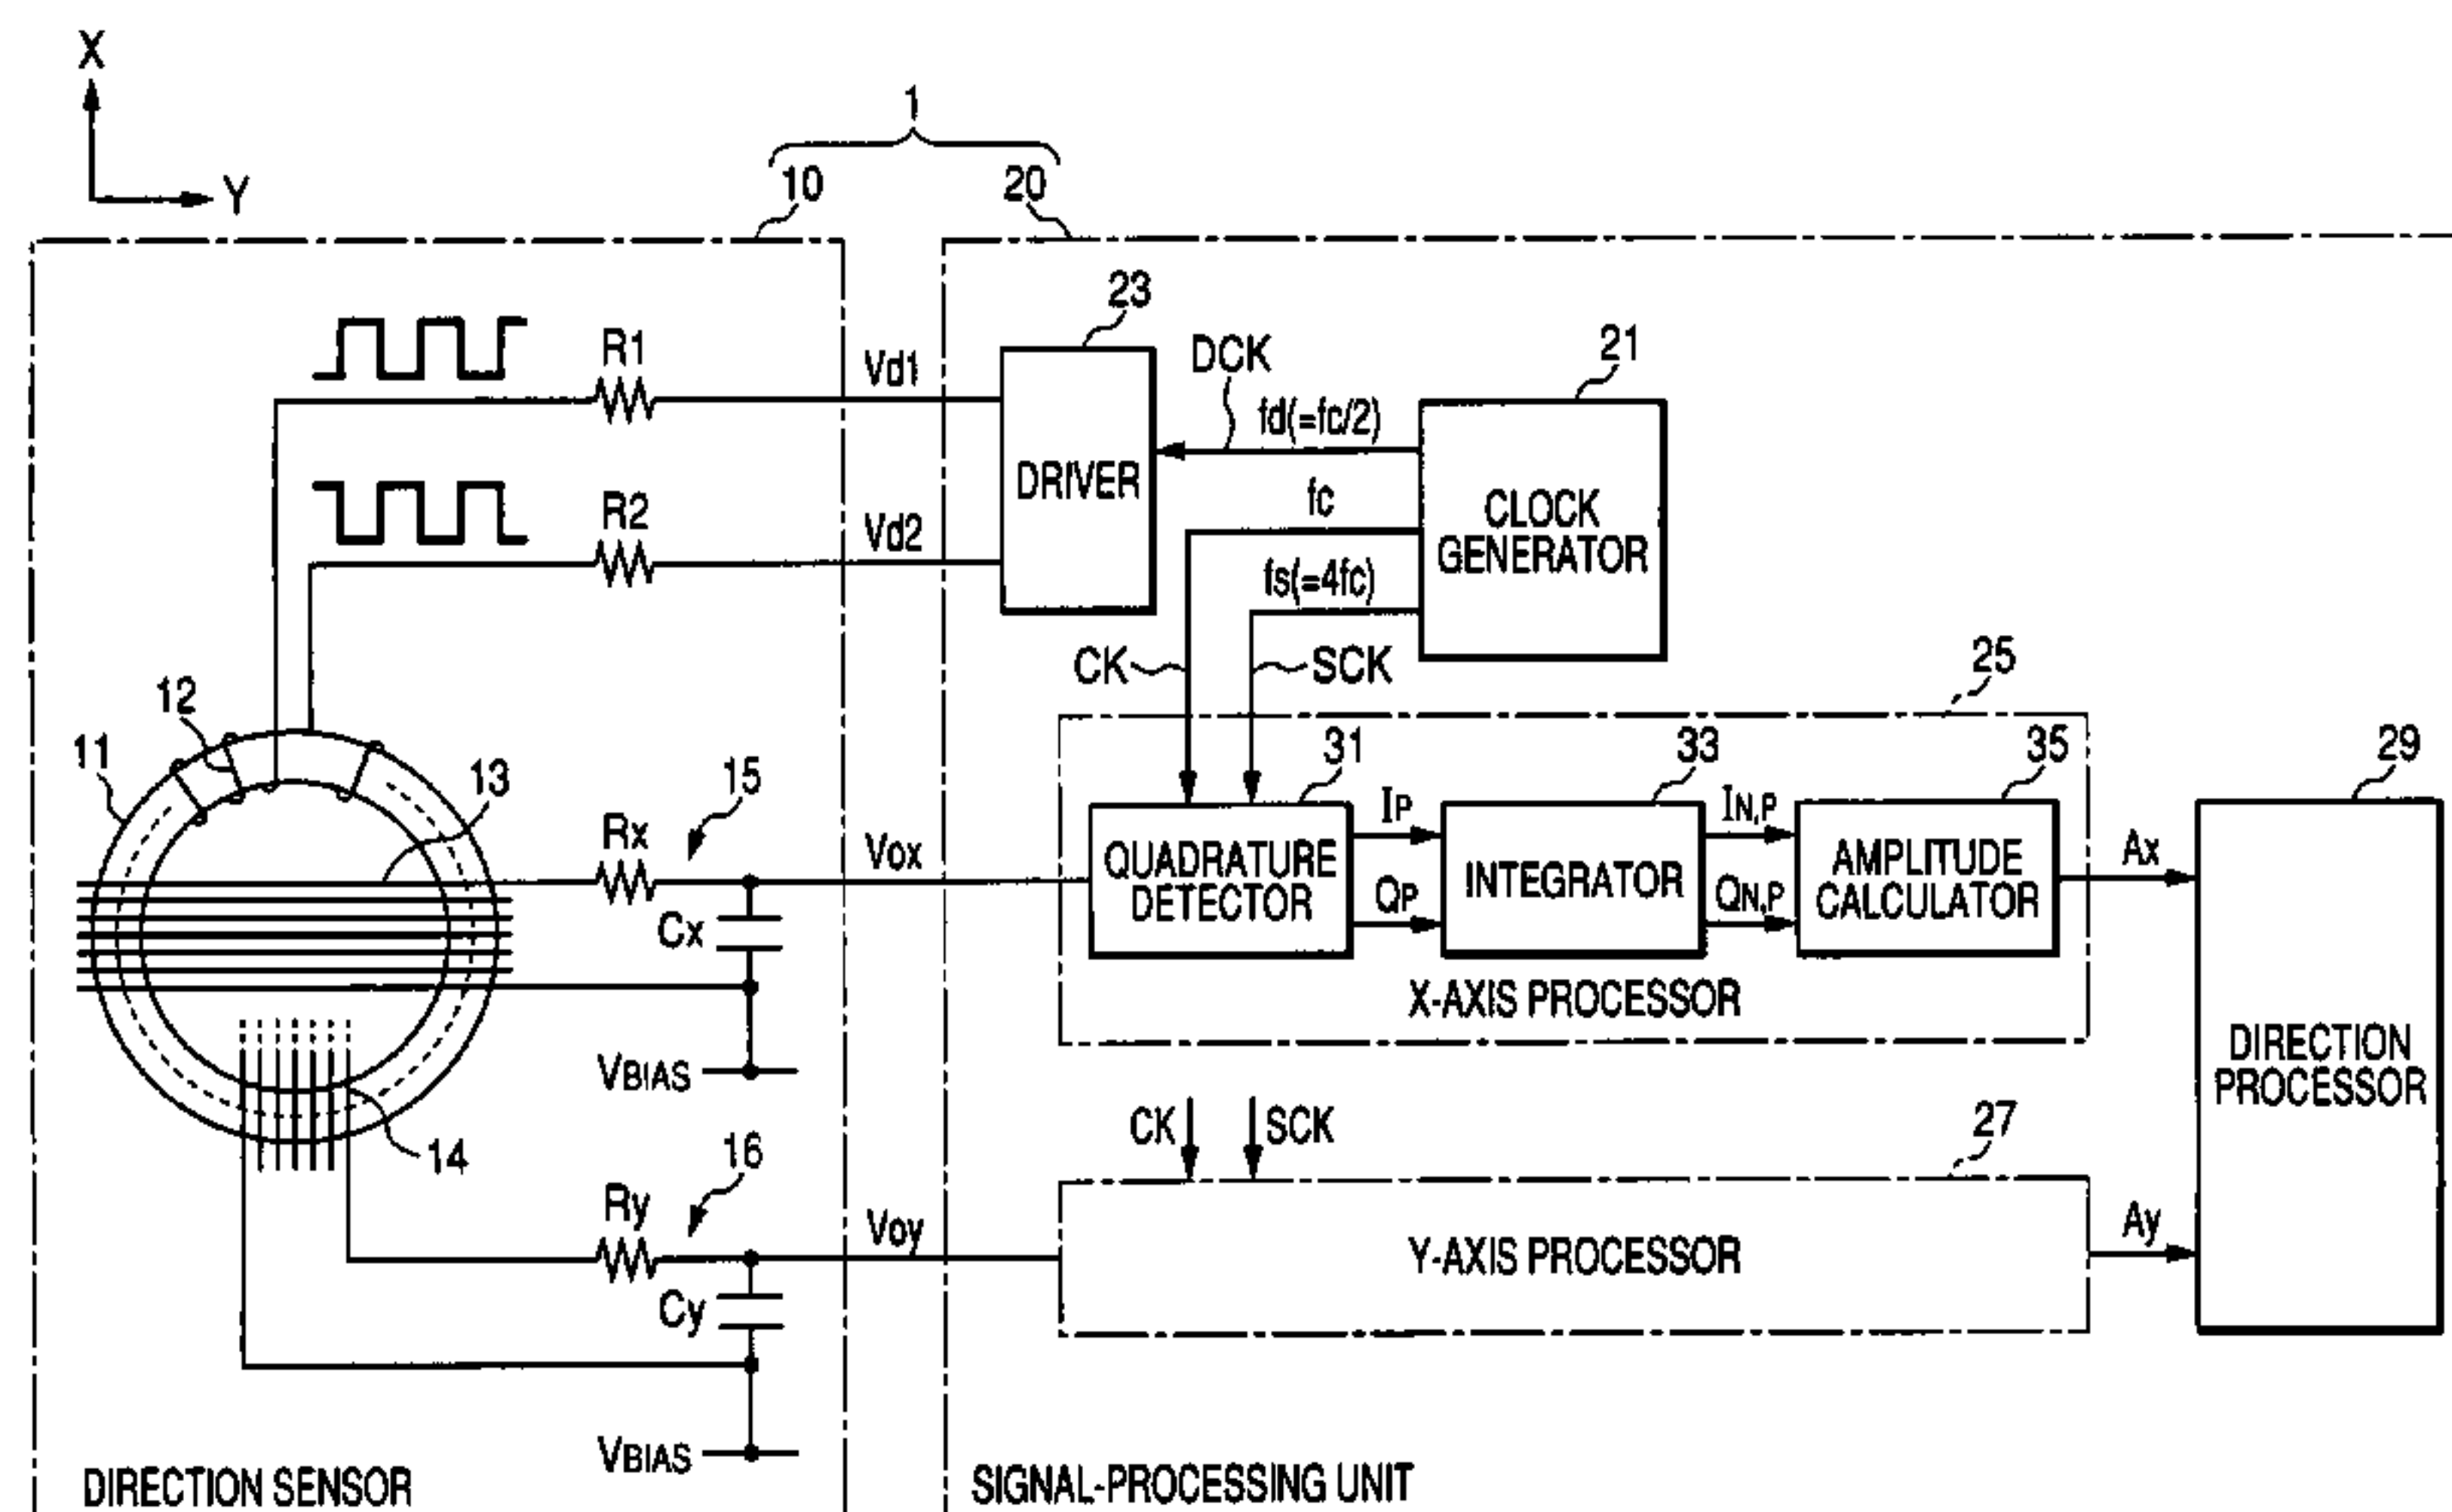 X
Y
1
10
20
23
21
R1
Vd1
DCK
fd(=fc/2)
DRIVER
fc
CLOCK
GENERATOR
R2
Vd2
fs(=4fc)
CK
SCK
25
12
11
13
15
31
33
35
29
Rx
Vox
QUADRATURE
DETECTOR
IP
QP
INTEGRATOR
IN,P
QN,P
AMPLITUDE
CALCULATOR
Ax
Cx
X-AXIS PROCESSOR
DIRECTION
PROCESSOR
VBIAS
CK
SCK
27
14
16
Ry
Voy
Y-AXIS PROCESSOR
Ay
Cy
VBIAS
DIRECTION SENSOR
SIGNAL-PROCESSING UNIT